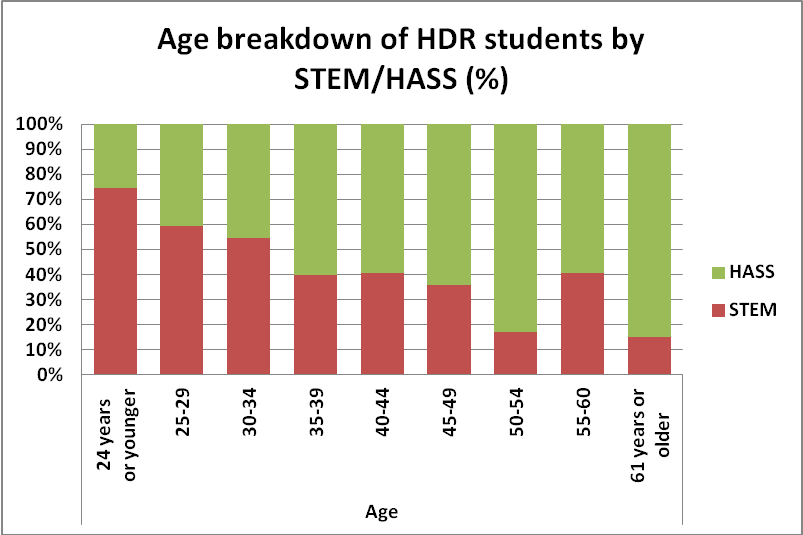 Age breakdown of HDR students by
STEM/HASS (%)
100%
90%
80%
70%
60%
50%
40%
30%
20%
10%
0%
24 years
or younger
25-29
30-34
35-39
40-44
45-49
50-54
55-60
61 years or
older
Age
HASS
STEM